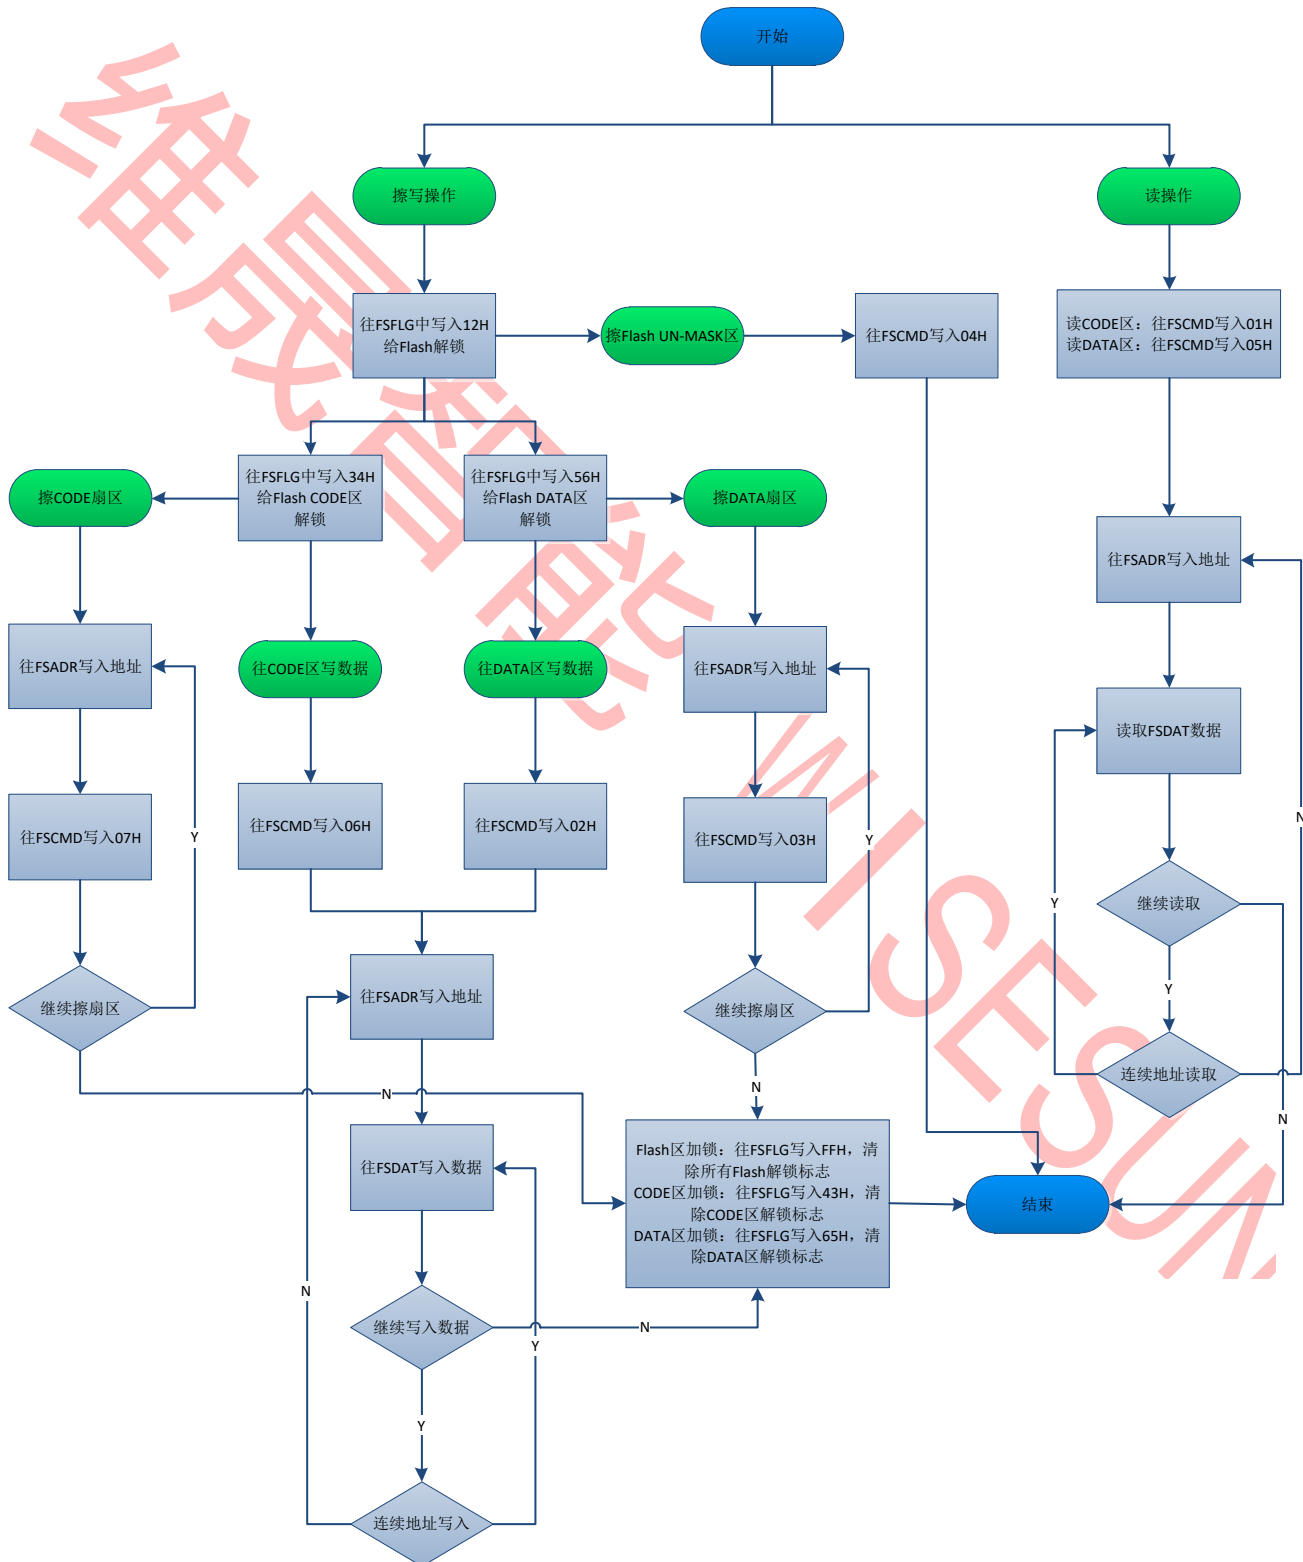 开始
擦写操作
读操作
往FSFLG中写入12H
给Flash解锁
擦Flash UN-MASK区
往FSCMD写入04H
读CODE区：往FSCMD写入01H
读DATA区：往FSCMD写入05H
擦CODE扇区
往FSFLG中写入34H
给Flash CODE区
解锁
往FSFLG中写入56H
给Flash DATA区
解锁
擦DATA扇区
往FSADR写入地址
往FSADR写入地址
往CODE区写数据
往DATA区写数据
往FSADR写入地址
读取FSDAT数据
往FSCMD写入07H
Y
往FSCMD写入06H
往FSCMD写入02H
往FSCMD写入03H
Y
N
继续读取
Y
Y
继续擦扇区
往FSADR写入地址
继续擦扇区
连续地址读取
N
N
N
往FSDAT写入数据
Flash区加锁：往FSFLG写入FFH，清
除所有Flash解锁标志
CODE区加锁：往FSFLG写入43H，清
除CODE区解锁标志
DATA区加锁：往FSFLG写入65H，清
除DATA区解锁标志
结束
N
继续写入数据
N
Y
Y
连续地址写入
维晟智能 WISESUN